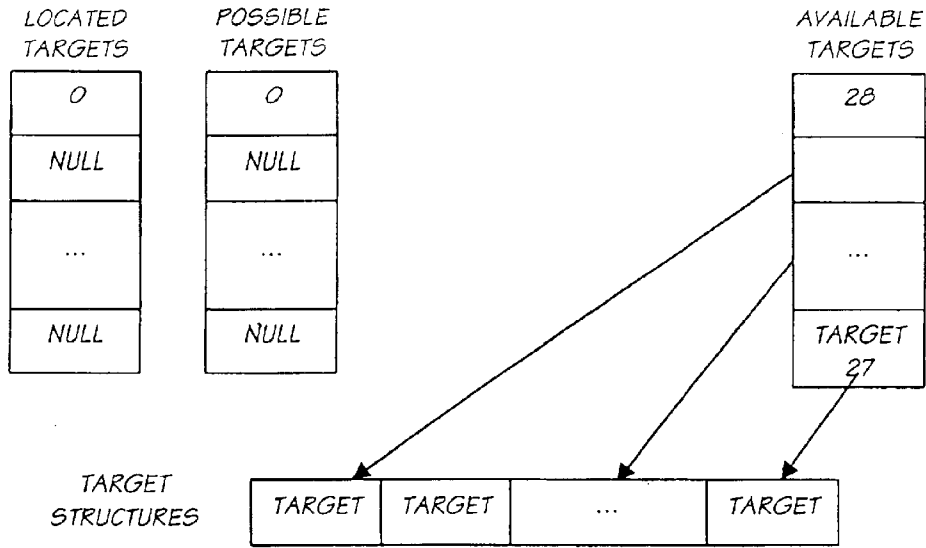 LOCATED
TARGETS
POSSIBLE
TARGETS
AVAILABLE
TARGETS
0
0
28
NULL
NULL
...
...
...
NULL
NULL
TARGET
27
TARGET
STRUCTURES
TARGET
TARGET
...
TARGET